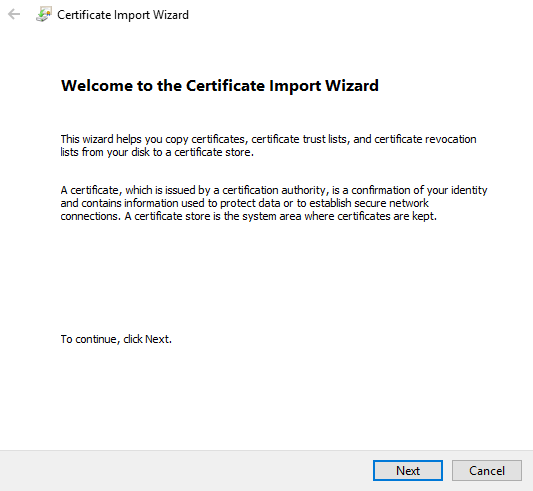 Certificate Import Wizard
Welcome to the Certificate Import Wizard
This wizard helps you copy certificates, certificate trust lists, and certificate revocation
lists from your disk to a certificate store.
A certificate, which is issued by a certification authority, is a confirmation of your identity
and contains information used to protect data or to establish secure network
connections. A certificate store is the system area where certificates are kept.
To continue, click Next.
Next
Cancel